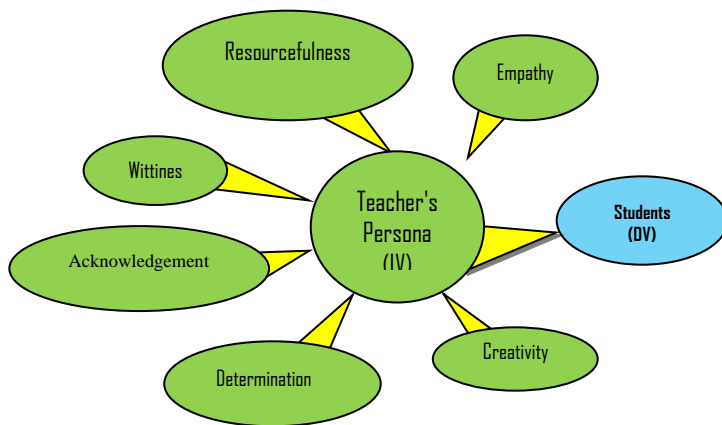 Resourcefulness
Empathy
Wittines
Teacher's
Persona
(IV)
Students
(DV)
Acknowledgement
Determination
Creativity